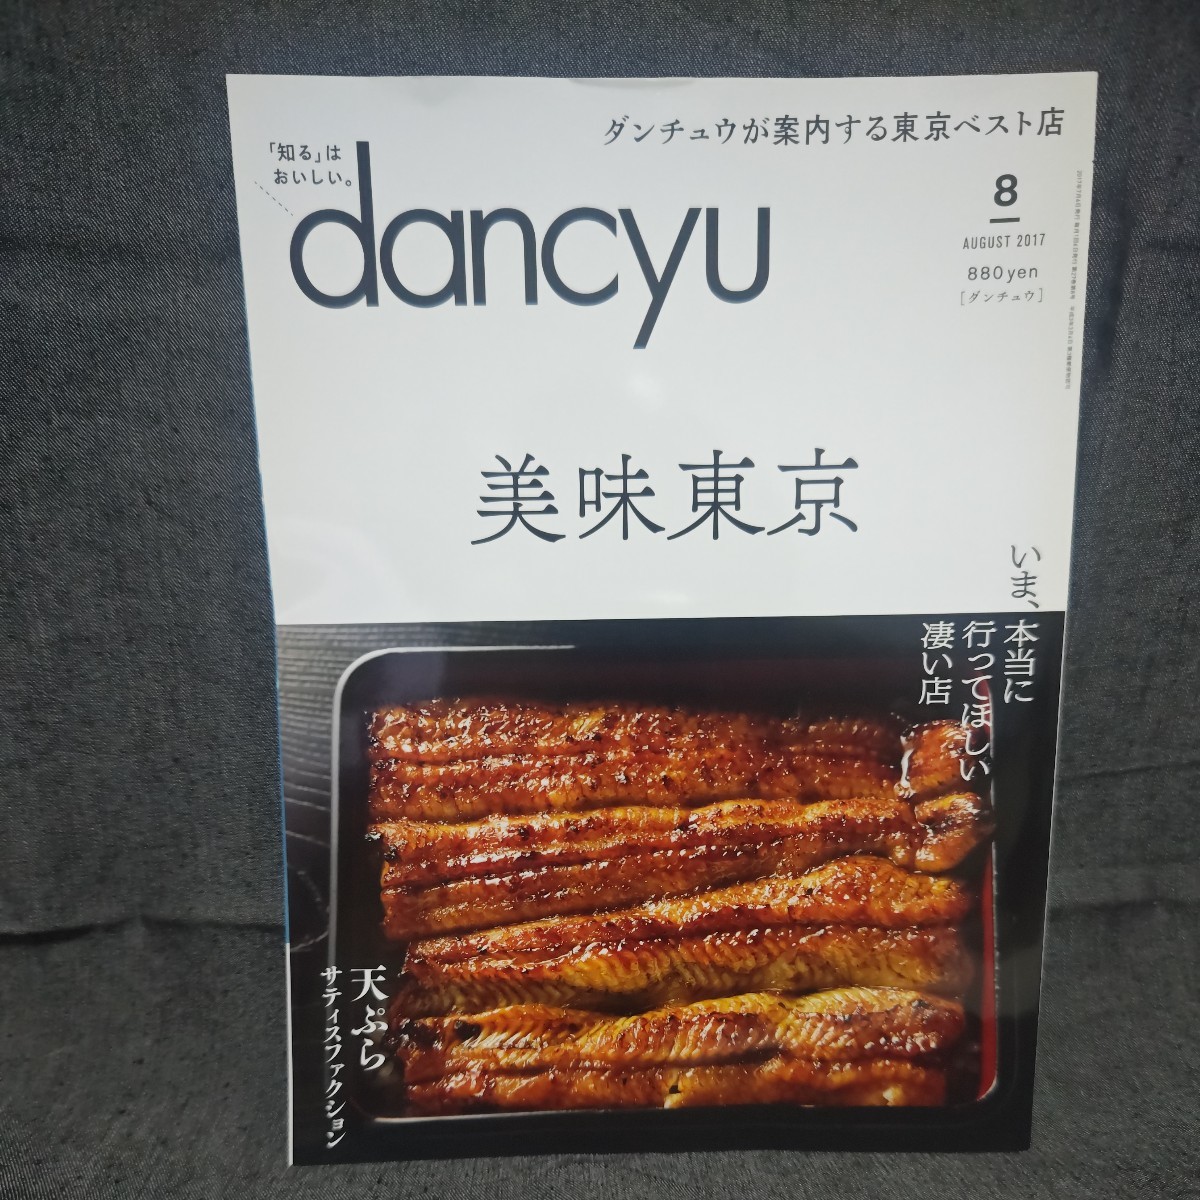 ダンチュウが案内する東京ベスト店
「知る」は
おいしい。
dancyu
8
AUGUST 2017
880yen
[ダンチュウ]
美味東京
いま、本当に
行ってほしい
凄い店
天ぷら
サティスファクション